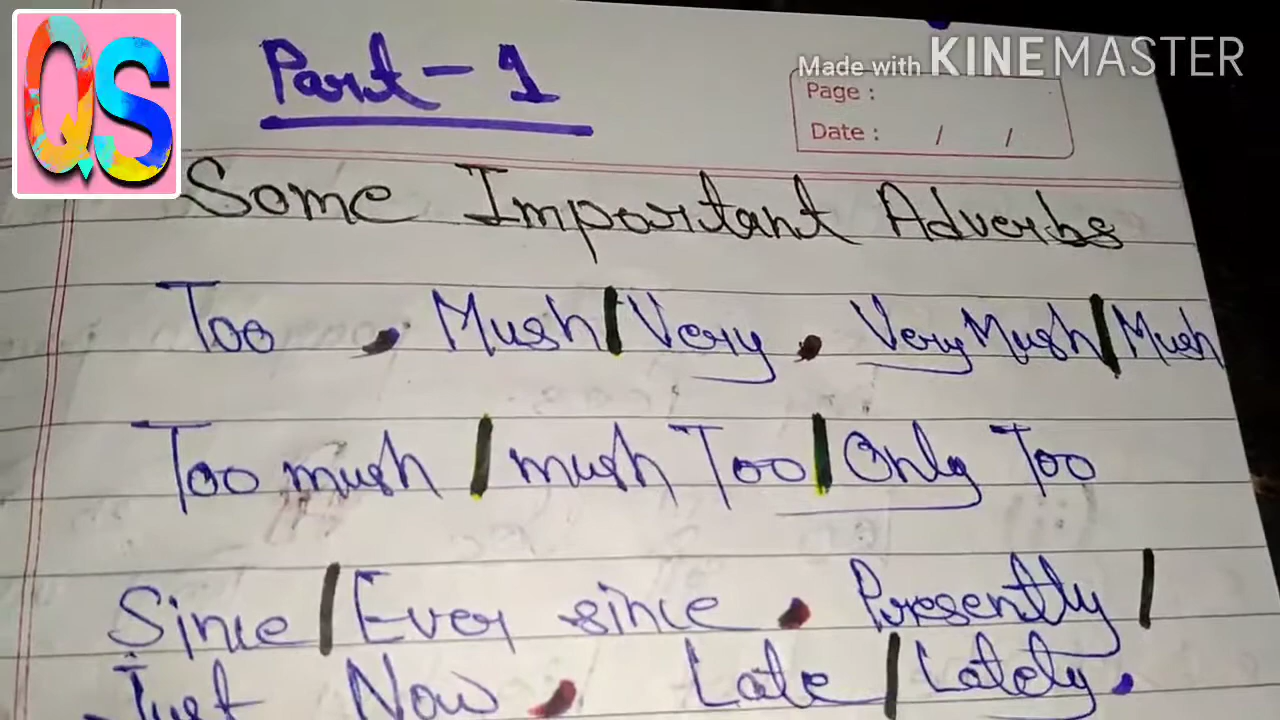 QS
Part-1
Made with KINEMASTER
Page :
Date : / /
Some Important Adverbs
Too . Mush/Very . Very Mush/Mush
Too mush / mush Too/Only Too
Since/Ever since . Presently/
Just Now . Late/Lately.